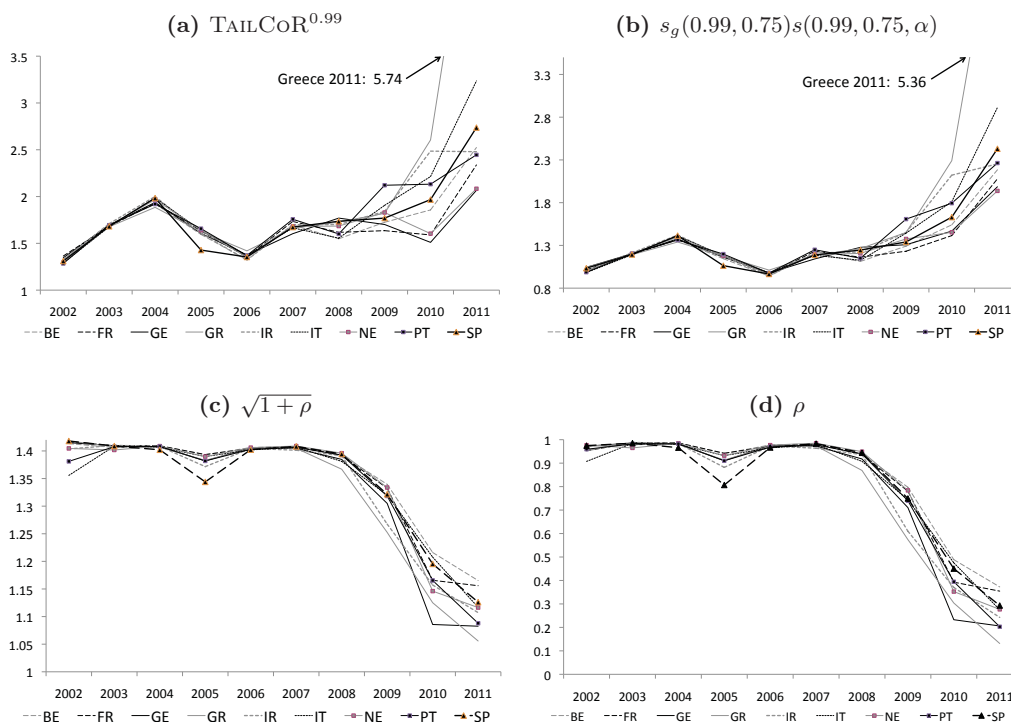 (a) TAILCOR^0.99
3.5
3
2.5
2
1.5
1
Greece 2011: 5.74
2002 2003 2004 2005 2006 2007 2008 2009 2010 2011
BE FR GE GR IR IT NE PT SP
(b) s_g(0.99, 0.75)s(0.99, 0.75, α)
3.3
2.8
2.3
1.8
1.3
0.8
Greece 2011: 5.36
2002 2003 2004 2005 2006 2007 2008 2009 2010 2011
BE FR GE GR IR IT NE PT SP
(c) √1 + ρ
1.4
1.35
1.3
1.25
1.2
1.15
1.1
1.05
1
2002 2003 2004 2005 2006 2007 2008 2009 2010 2011
BE FR GE GR IR IT NE PT SP
(d) ρ
1
0.9
0.8
0.7
0.6
0.5
0.4
0.3
0.2
0.1
0
2002 2003 2004 2005 2006 2007 2008 2009 2010 2011
BE FR GE GR IR IT NE PT SP